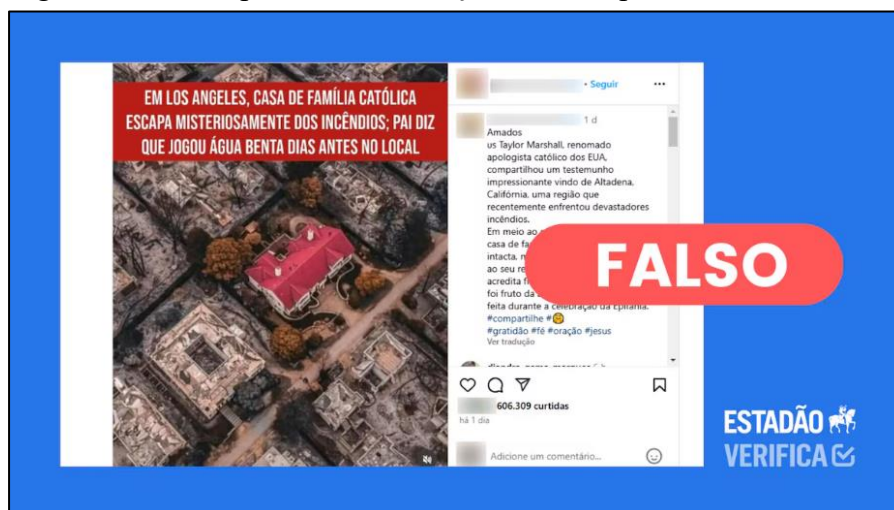 EM LOS ANGELES, CASA DE FAMÍLIA CATÓLICA
ESCAPA MISTERIOSAMENTE DOS INCÊNDIOS; PAI DIZ
QUE JOGOU ÁGUA BENTA DIAS ANTES NO LOCAL
• Seguir
1 d
Amados
us Taylor Marshall, renomado
apologista católico dos EUA,
compartilhou um testemunho
impressionante vindo de Altadena,
Califórnia, uma região que
recentemente enfrentou devastadores
incêndios.
Em meio ao
casa de fa
intacta,
ao seu re
acredita
foi fruto da
feita durante a celebração da Epifania.
#compartilhe #
#gratidão #fé #oração #jesus
Ver tradução
FALSO
606.309 curtidas
há 1 dia
Adicione um comentário...
ESTADÃO
VERIFICA